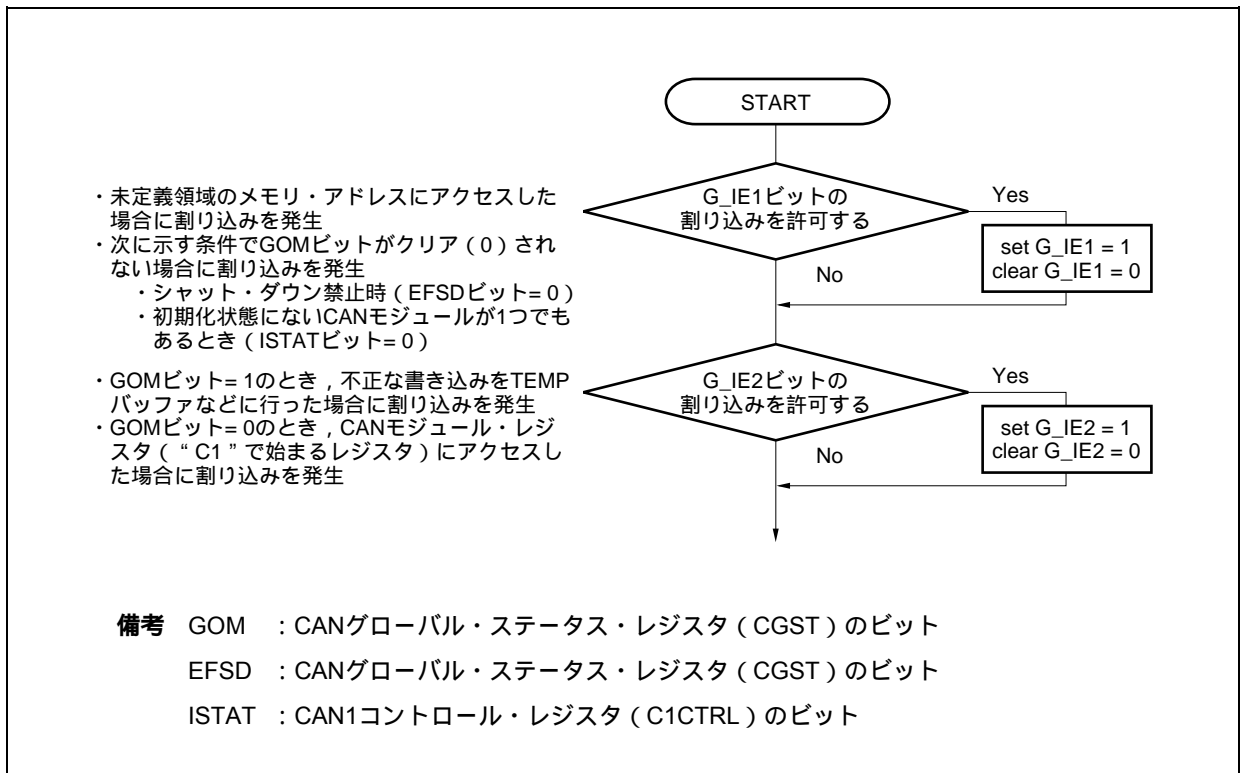 START
・未定義領域のメモリ・アドレスにアクセスした
場合に割り込みを発生
・次に示す条件でGOMビットがクリア（0）され
ない場合に割り込みを発生
・シャット・ダウン禁止時（EFSDビット= 0）
・初期化状態にないCANモジュールが1つでも
あるとき（ISTATビット= 0）
G_IE1ビットの
割り込みを許可する
Yes
set G_IE1 = 1
clear G_IE1 = 0
No
・GOMビット= 1のとき，不正な書き込みをTEMP
バッファなどに行った場合に割り込みを発生
・GOMビット= 0のとき，CANモジュール・レジ
スタ（“C1”で始まるレジスタ）にアクセスし
た場合に割り込みを発生
G_IE2ビットの
割り込みを許可する
Yes
set G_IE2 = 1
clear G_IE2 = 0
No
備考 GOM ：CANグローバル・ステータス・レジスタ（CGST）のビット
EFSD ：CANグローバル・ステータス・レジスタ（CGST）のビット
ISTAT ：CAN1コントロール・レジスタ（C1CTRL）のビット